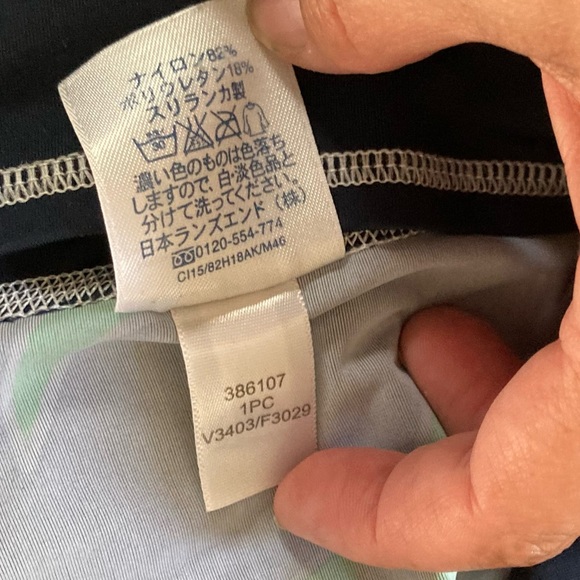 ナイロン82%
ポリウレタン18%
スリランカ製
濃い色のものは色落ち
しますので、白・淡色品と
分けて洗ってください。
日本ランズエンド（株）
0120-554-774
CI15/82H18AK/M46
386107
1PC
V3403/F3029